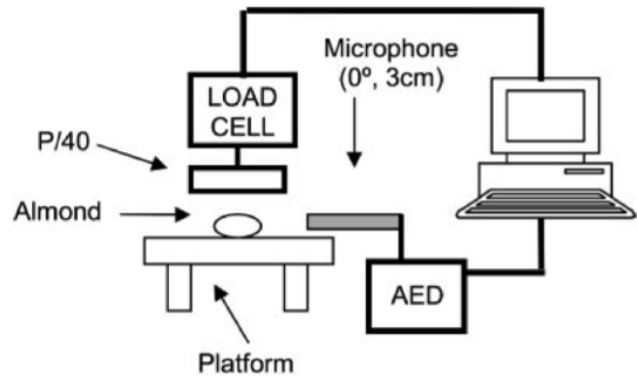 Microphone
(0º, 3cm)
LOAD
CELL
P/40
Almond
AED
Platform